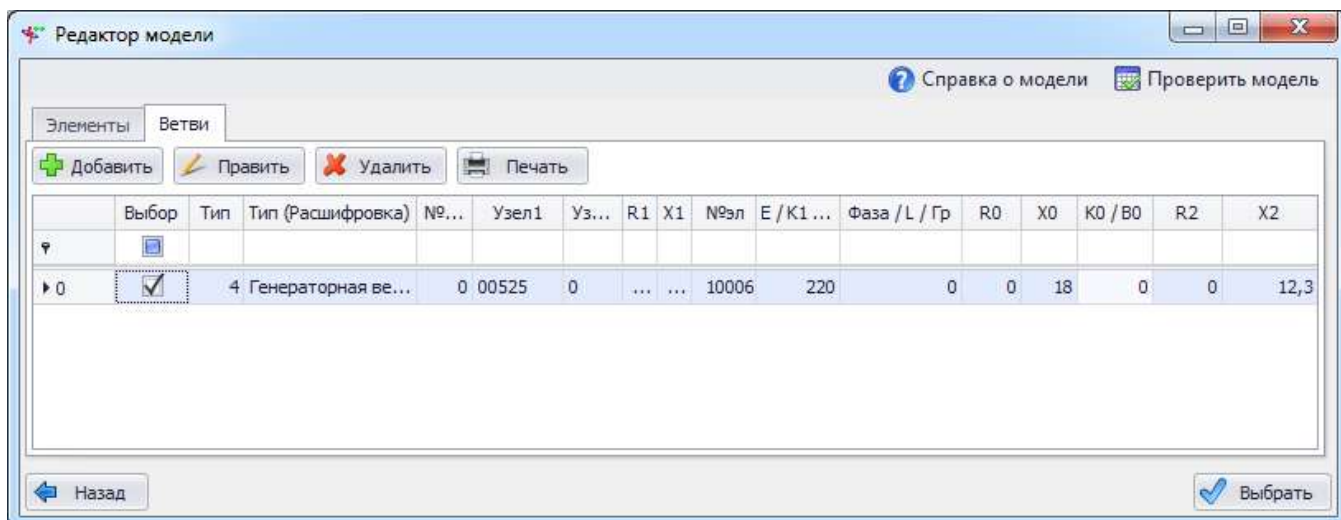 Редактор модели
Справка о модели Проверить модель
Элементы Ветви
Добавить Править Удалить Печать
Выбор Тип Тип (Расшифровка) №... Узел1 Уз... R1 X1 №эл E / K1 ... Фаза / L / Гр R0 X0 K0 / B0 R2 X2
0 4 Генераторная ве... 0 00525 0 ... ... 10006 220 0 0 18 0 0 12,3
Назад Выбрать